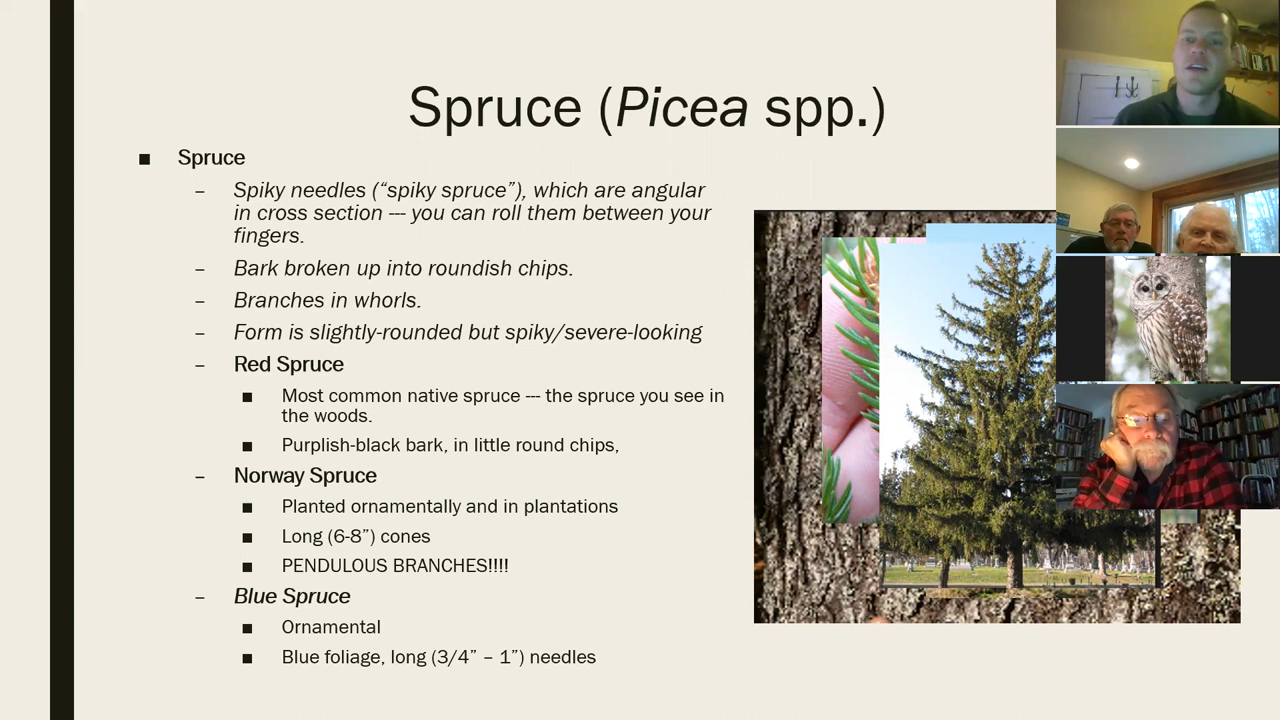 Spruce (Picea spp.)
■ Spruce
– Spiky needles (“spiky spruce”), which are angular
in cross section --- you can roll them between your
fingers.
– Bark broken up into roundish chips.
– Branches in whorls.
– Form is slightly-rounded but spiky/severe-looking
– Red Spruce
■ Most common native spruce --- the spruce you see in
the woods.
■ Purplish-black bark, in little round chips,
– Norway Spruce
■ Planted ornamentally and in plantations
■ Long (6-8”) cones
■ PENDULOUS BRANCHES!!!!
– Blue Spruce
■ Ornamental
■ Blue foliage, long (3/4” – 1”) needles